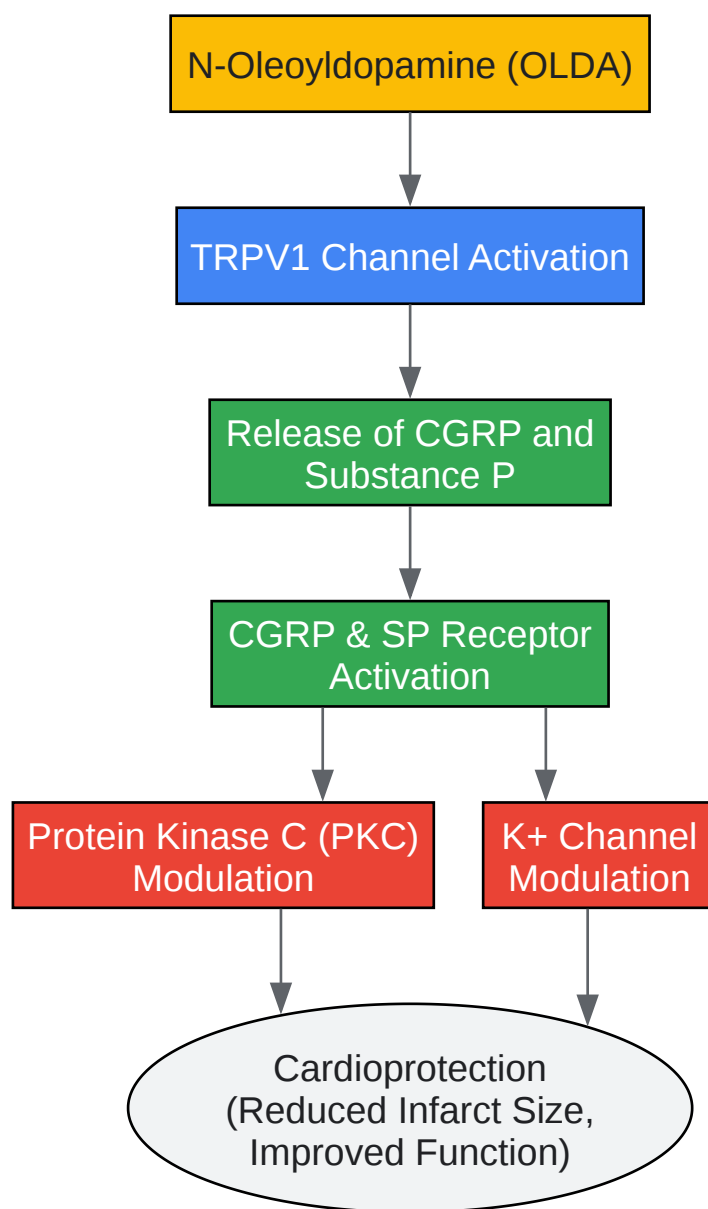 N-Oleoyldopamine (OLDA)
TRPV1 Channel Activation
Release of CGRP and
Substance P
CGRP & SP Receptor
Activation
Protein Kinase C (PKC)
Modulation
K+ Channel
Modulation
Cardioprotection
(Reduced Infarct Size,
Improved Function)